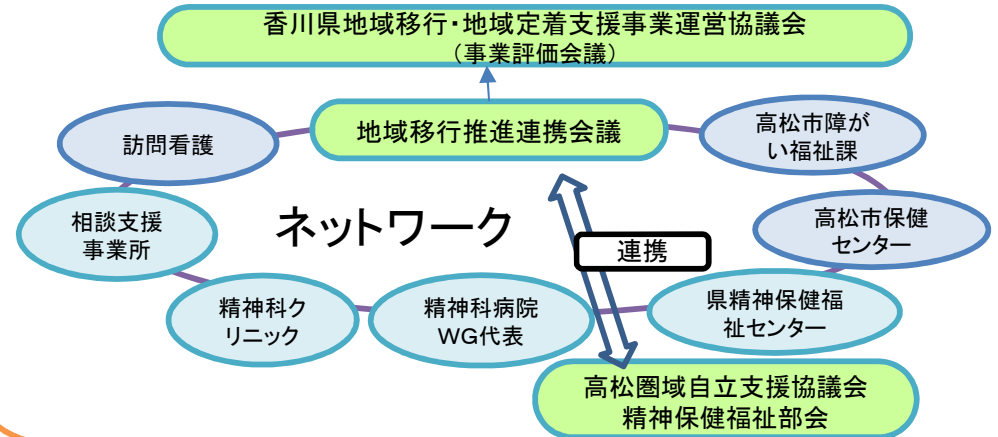 香川県地域移行・地域定着支援事業運営協議会
（事業評価会議）
地域移行推進連携会議
訪問看護
高松市障が
い福祉課
相談支援
事業所
ネットワーク
高松市保健
センター
連携
精神科ク
リニック
精神科病院
WG代表
県精神保健福
祉センター
高松圏域自立支援協議会
精神保健福祉部会